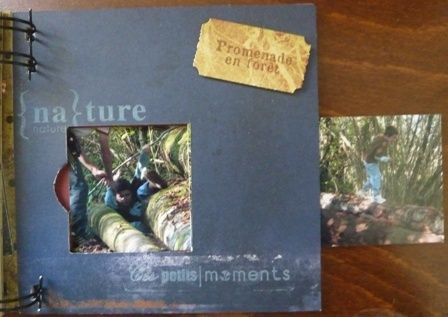 Promenade
en forêt
{na}ture
nature
Ces petits|moments